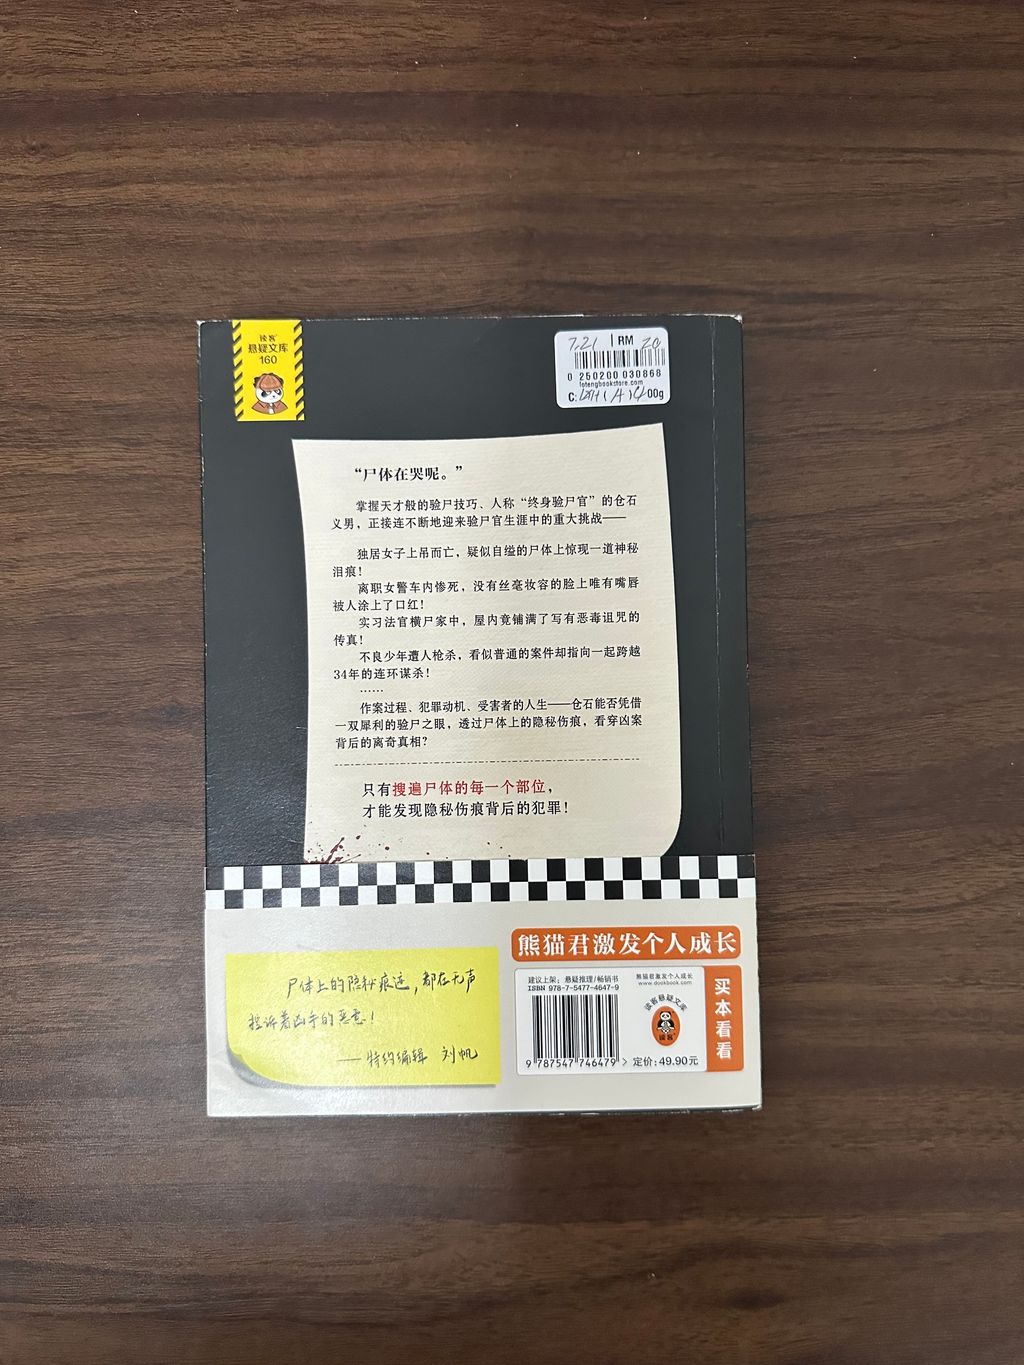 读客
悬疑文库
160
7.21 | RM 20
0 250200 030868
lotengbookstore.com
C: 00g
“尸体在哭呢。”
掌握天才般的验尸技巧、人称“终身验尸官”的仓石
义男，正接连不断地迎来验尸官生涯中的重大挑战——
独居女子上吊而亡，疑似自缢的尸体上惊现一道神秘
泪痕！
离职女警车内惨死，没有丝毫妆容的脸上唯有嘴唇
被人涂上了口红！
实习法官横尸家中，屋内竟铺满了写有恶毒诅咒的
传真！
不良少年遭人枪杀，看似普通的案件却指向一起跨越
34年的连环谋杀！
……
作案过程、犯罪动机、受害者的人生——仓石能否凭借
一双犀利的验尸之眼，透过尸体上的隐秘伤痕，看穿凶案
背后的离奇真相？
只有搜遍尸体的每一个部位，
才能发现隐秘伤痕背后的犯罪！
熊猫君激发个人成长
尸体上的隐秘痕迹，都在无声
控诉着凶手的恶意！
——特约编辑 刘帆
建议上架：悬疑推理/畅销书
ISBN 978-7-5477-4647-9
9 787547 746479 >
熊猫君激发个人成长
www.dookbook.com
读客悬疑文库
读客
定价：49.90元
买本看看